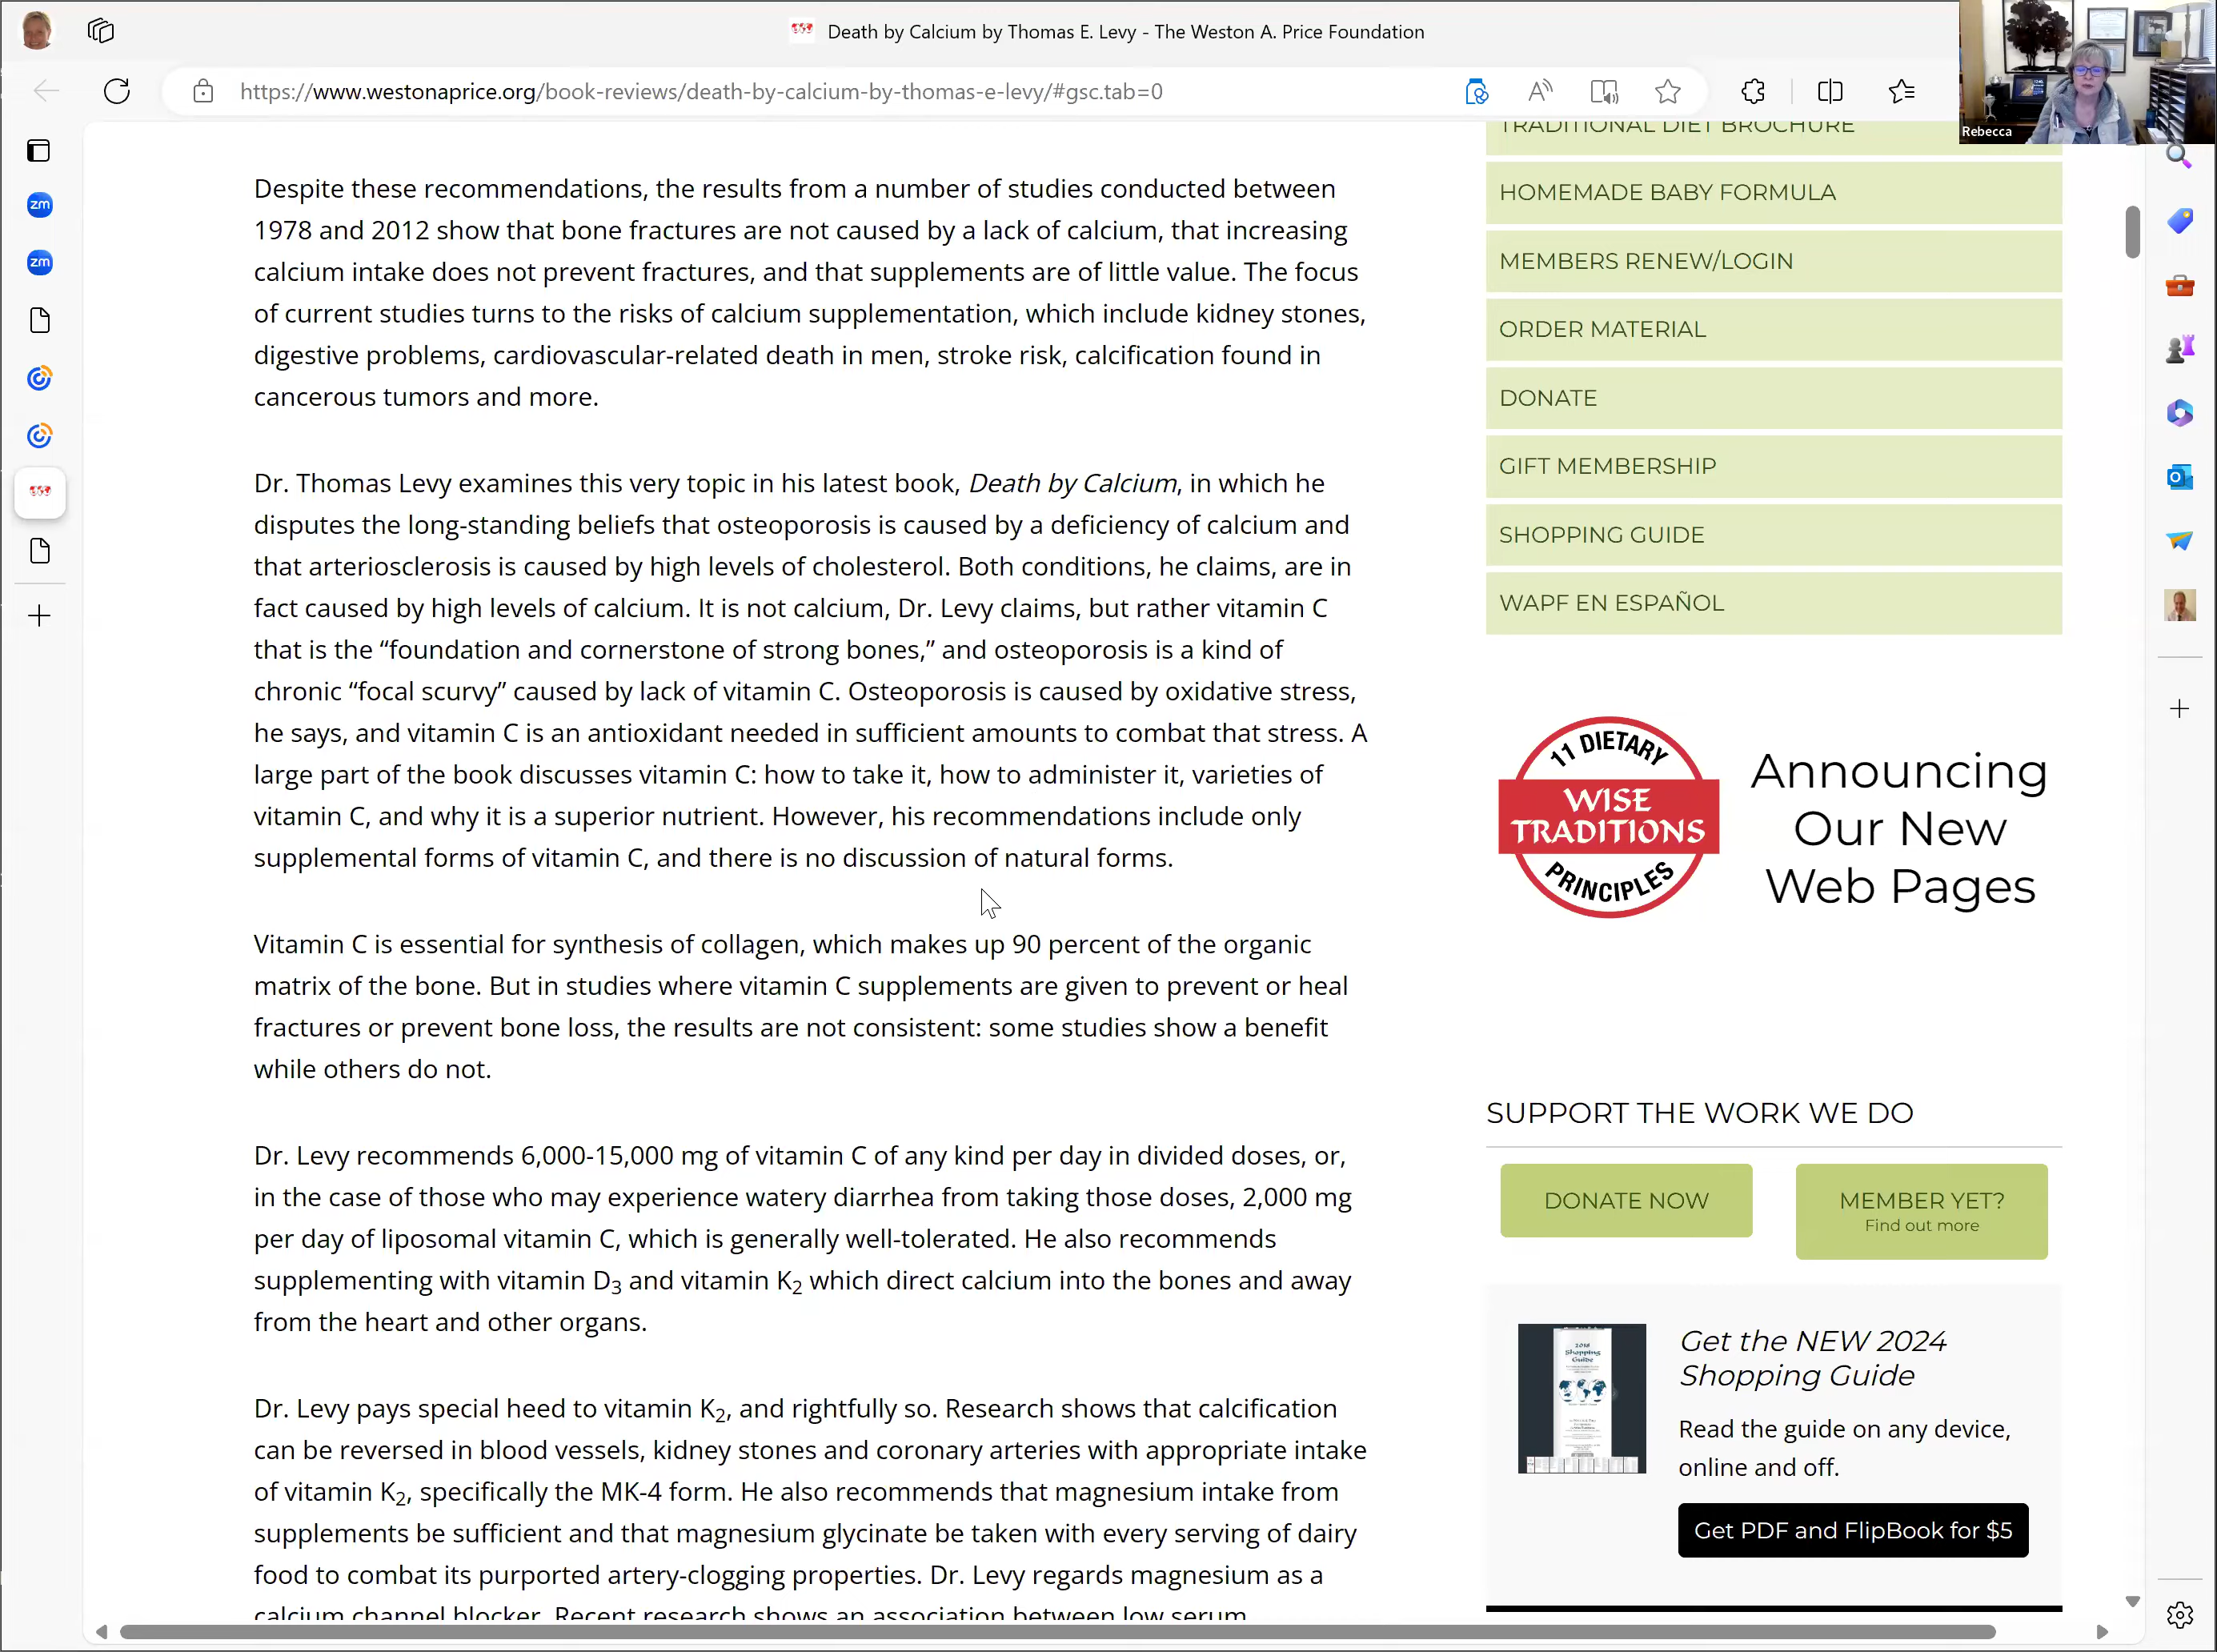 Death by Calcium by Thomas E. Levy - The Weston A. Price Foundation
https://www.westonaprice.org/book-reviews/death-by-calcium-by-thomas-e-levy/#gsc.tab=0
Rebecca
zm
zm
Despite these recommendations, the results from a number of studies conducted between
1978 and 2012 show that bone fractures are not caused by a lack of calcium, that increasing
calcium intake does not prevent fractures, and that supplements are of little value. The focus
of current studies turns to the risks of calcium supplementation, which include kidney stones,
digestive problems, cardiovascular-related death in men, stroke risk, calcification found in
cancerous tumors and more.
Dr. Thomas Levy examines this very topic in his latest book, Death by Calcium, in which he
disputes the long-standing beliefs that osteoporosis is caused by a deficiency of calcium and
that arteriosclerosis is caused by high levels of cholesterol. Both conditions, he claims, are in
fact caused by high levels of calcium. It is not calcium, Dr. Levy claims, but rather vitamin C
that is the “foundation and cornerstone of strong bones,” and osteoporosis is a kind of
chronic “focal scurvy” caused by lack of vitamin C. Osteoporosis is caused by oxidative stress,
he says, and vitamin C is an antioxidant needed in sufficient amounts to combat that stress. A
large part of the book discusses vitamin C: how to take it, how to administer it, varieties of
vitamin C, and why it is a superior nutrient. However, his recommendations include only
supplemental forms of vitamin C, and there is no discussion of natural forms.
Vitamin C is essential for synthesis of collagen, which makes up 90 percent of the organic
matrix of the bone. But in studies where vitamin C supplements are given to prevent or heal
fractures or prevent bone loss, the results are not consistent: some studies show a benefit
while others do not.
Dr. Levy recommends 6,000-15,000 mg of vitamin C of any kind per day in divided doses, or,
in the case of those who may experience watery diarrhea from taking those doses, 2,000 mg
per day of liposomal vitamin C, which is generally well-tolerated. He also recommends
supplementing with vitamin D3 and vitamin K2 which direct calcium into the bones and away
from the heart and other organs.
Dr. Levy pays special heed to vitamin K2, and rightfully so. Research shows that calcification
can be reversed in blood vessels, kidney stones and coronary arteries with appropriate intake
of vitamin K2, specifically the MK-4 form. He also recommends that magnesium intake from
supplements be sufficient and that magnesium glycinate be taken with every serving of dairy
food to combat its purported artery-clogging properties. Dr. Levy regards magnesium as a
calcium channel blocker. Recent research shows an association between low serum
TRADITIONAL DIET BROCHURE
HOMEMADE BABY FORMULA
MEMBERS RENEW/LOGIN
ORDER MATERIAL
DONATE
GIFT MEMBERSHIP
SHOPPING GUIDE
WAPF EN ESPAÑOL
11 DIETARY
WISE
TRADITIONS
PRINCIPLES
Announcing
Our New
Web Pages
SUPPORT THE WORK WE DO
DONATE NOW
MEMBER YET?
Find out more
2018
Shopping
Guide
Get the NEW 2024
Shopping Guide
Read the guide on any device,
online and off.
Get PDF and FlipBook for $5